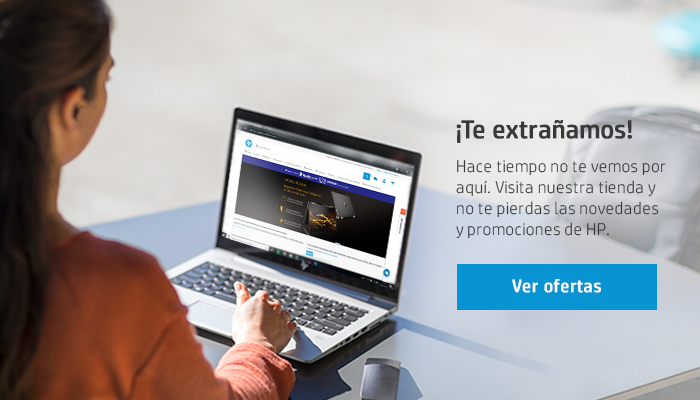 ¡Te extrañamos!
Hace tiempo no te vemos por
aquí. Visita nuestra tienda y
no te pierdas las novedades
y promociones de HP.
Ver ofertas